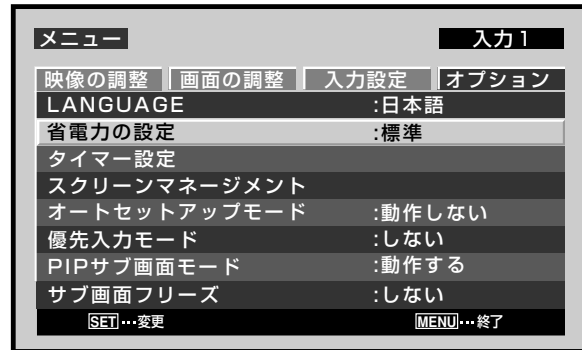 メニュー 入力1
映像の調整 画面の調整 入力設定 オプション
LANGUAGE :日本語
省電力の設定 :標準
タイマー設定
スクリーンマネージメント
オートセットアップモード :動作しない
優先入力モード :しない
PIPサブ画面モード :動作する
サブ画面フリーズ :しない
SET…変更 MENU…終了